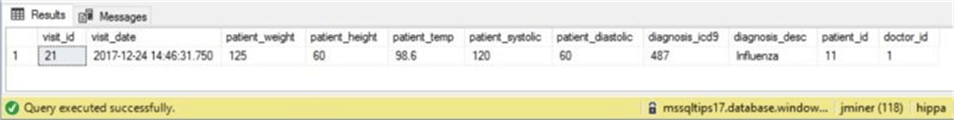 Results Messages
visit_id visit_date patient_weight patient_height patient_temp patient_systolic patient_diastolic diagnosis_icd9 diagnosis_desc patient_id doctor_id
1 21 2017-12-24 14:46:31.750 125 60 98.6 120 60 487 Influenza 11 1
Query executed successfully. mssqltips17.database.window... jminer (118) hippa